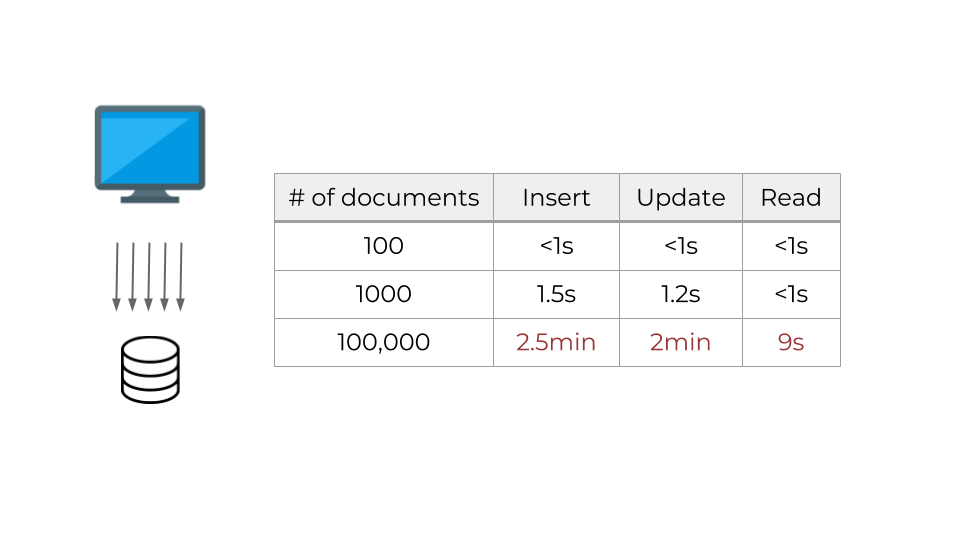 # of documents Insert Update Read
100 <1s <1s <1s
1000 1.5s 1.2s <1s
100,000 2.5min 2min 9s